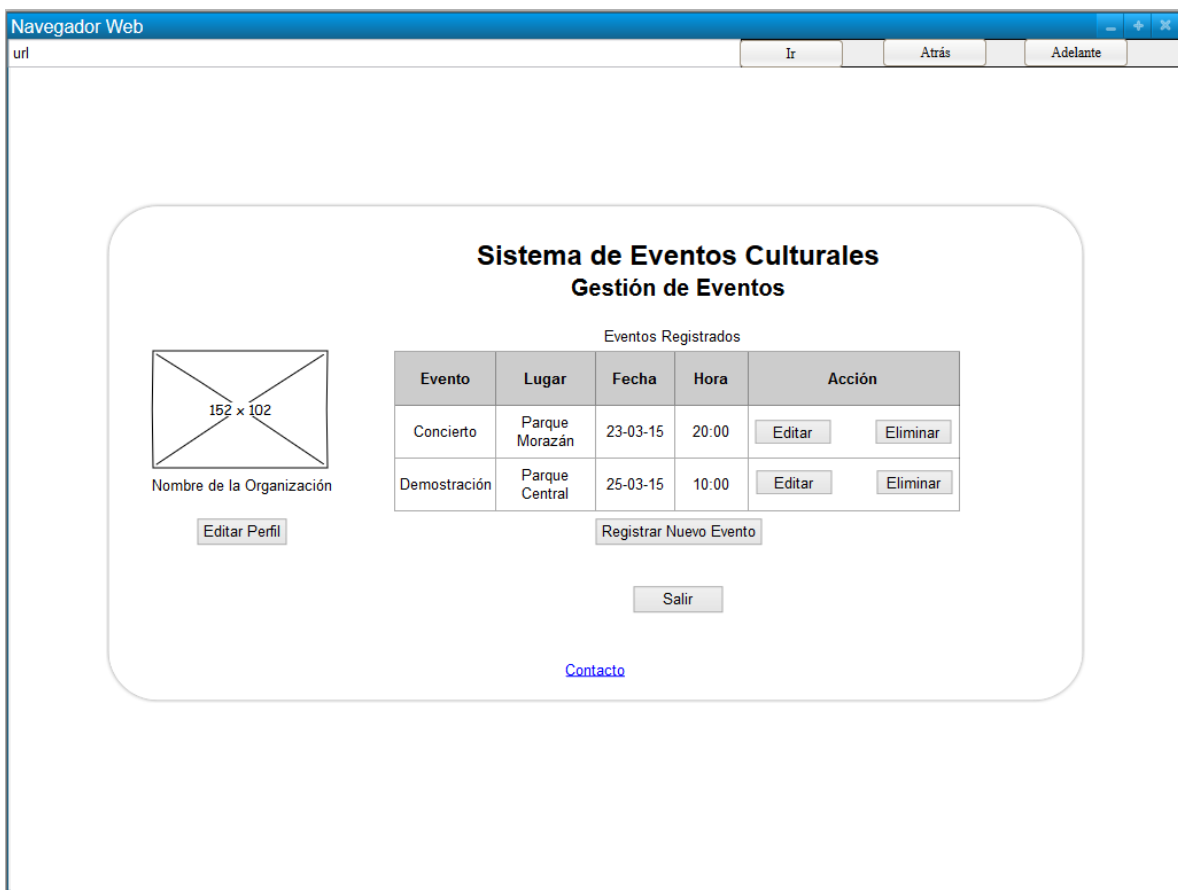 Navegador Web
url Ir Atrás Adelante
Sistema de Eventos Culturales
Gestión de Eventos
Eventos Registrados
152 x 102
Nombre de la Organización
Editar Perfil
Evento Lugar Fecha Hora Acción
Concierto Parque Morazán 23-03-15 20:00 Editar Eliminar
Demostración Parque Central 25-03-15 10:00 Editar Eliminar
Registrar Nuevo Evento
Salir
Contacto